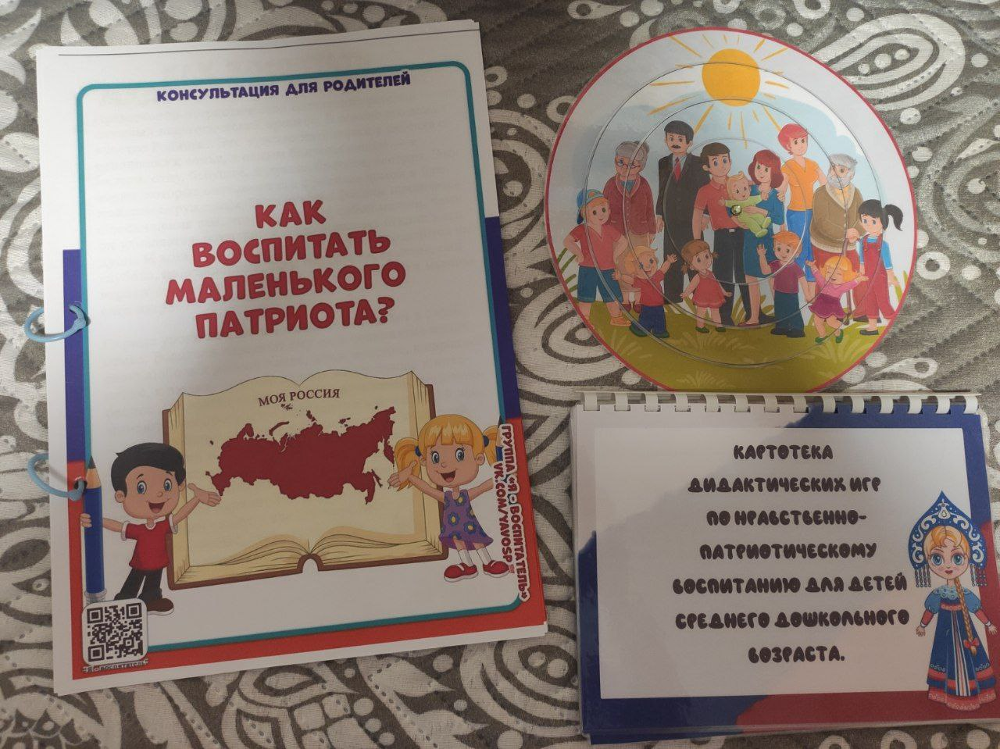 КОНСУЛЬТАЦИЯ ДЛЯ РОДИТЕЛЕЙ
КАК
ВОСПИТАТЬ
МАЛЕНЬКОГО
ПАТРИОТА?
МОЯ РОССИЯ
ГРУППА «Я - ВОСПИТАТЕЛЬ»
VK.COM/YAVOSP
"Я - ВОСПИТАТЕЛЬ"
КАРТОТЕКА
ДИДАКТИЧЕСКИХ ИГР
ПО НРАВСТВЕННО-
ПАТРИОТИЧЕСКОМУ
ВОСПИТАНИЮ ДЛЯ ДЕТЕЙ
СРЕДНЕГО ДОШКОЛЬНОГО
ВОЗРАСТА.